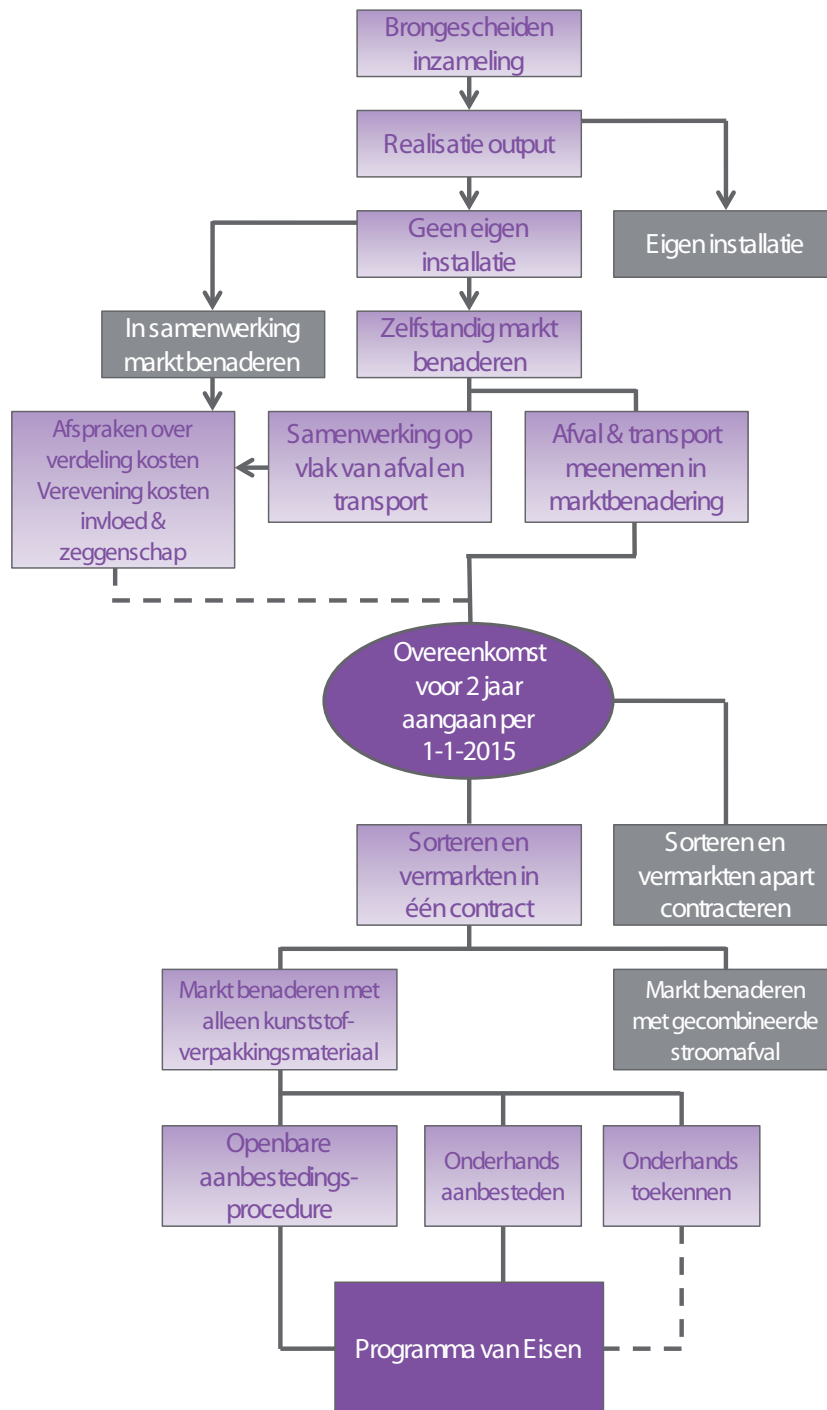 Brongescheiden
inzameling
Realisatie output
Geen eigen
installatie
Eigen installatie
In samenwerking
markt benaderen
Zelfstandig markt
benaderen
Afspraken over
verdeling kosten
Verevening kosten
invloed &
zeggenschap
Samenwerking op
vlak van afval en
transport
Afval & transport
meenemen in
marktbenadering
Overeenkomst
voor 2 jaar
aangaan per
1-1-2015
Sorteren en
vermarkten in
één contract
Sorteren en
vermarkten apart
contracteren
Markt benaderen met
alleen kunststof-
verpakkingsmateriaal
Markt benaderen
met gecombineerde
stroomafval
Openbare
aanbestedings-
procedure
Onderhands
aanbesteden
Onderhands
toekennen
Programma van Eisen